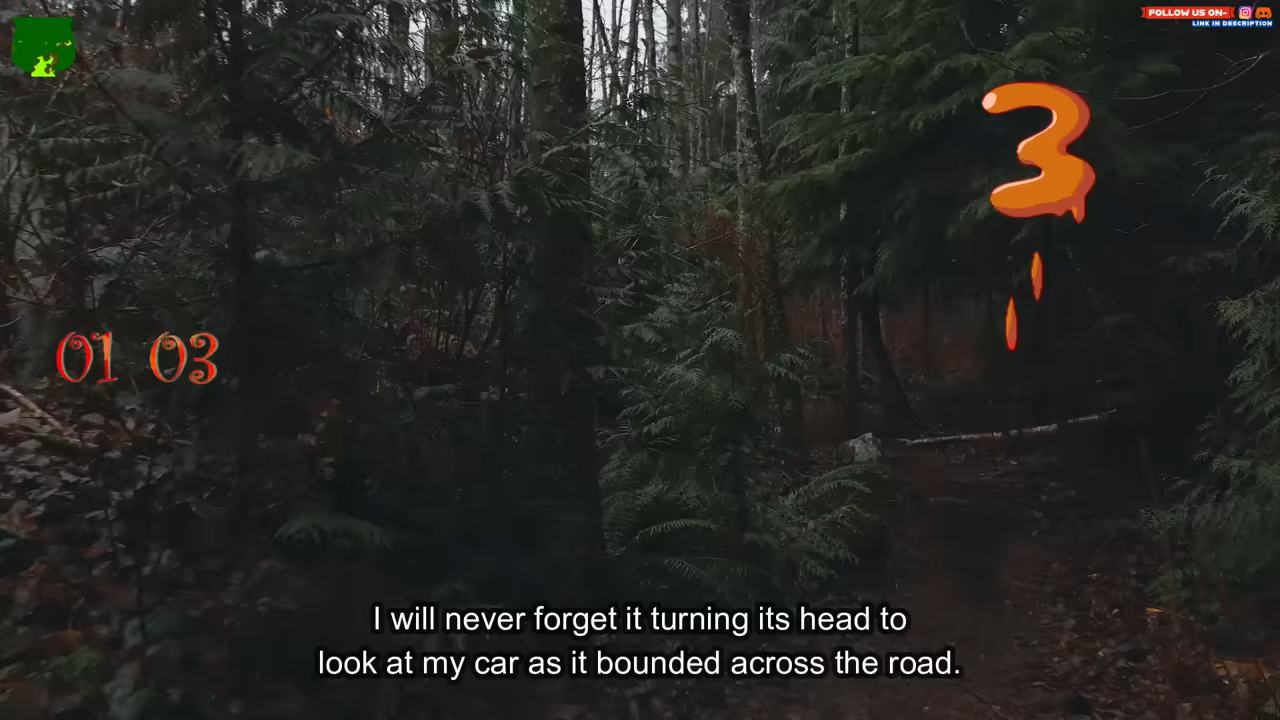 FOLLOW US ON-
LINK IN DESCRIPTION
3
01 03
I will never forget it turning its head to
look at my car as it bounded across the road.